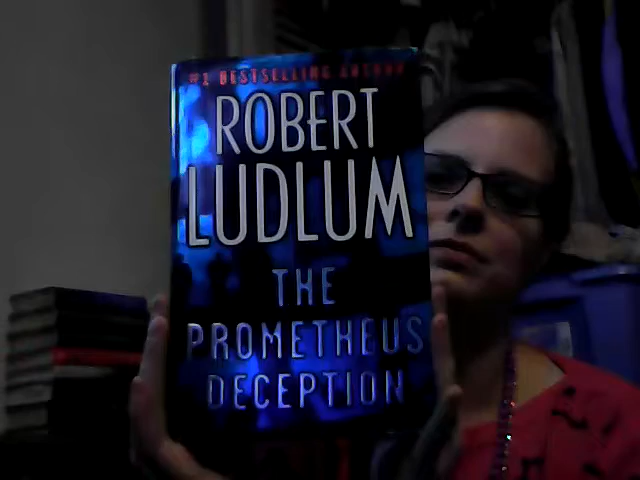 #1 BESTSELLING AUTHOR
ROBERT
LUDLUM
THE
PROMETHEUS
DECEPTION